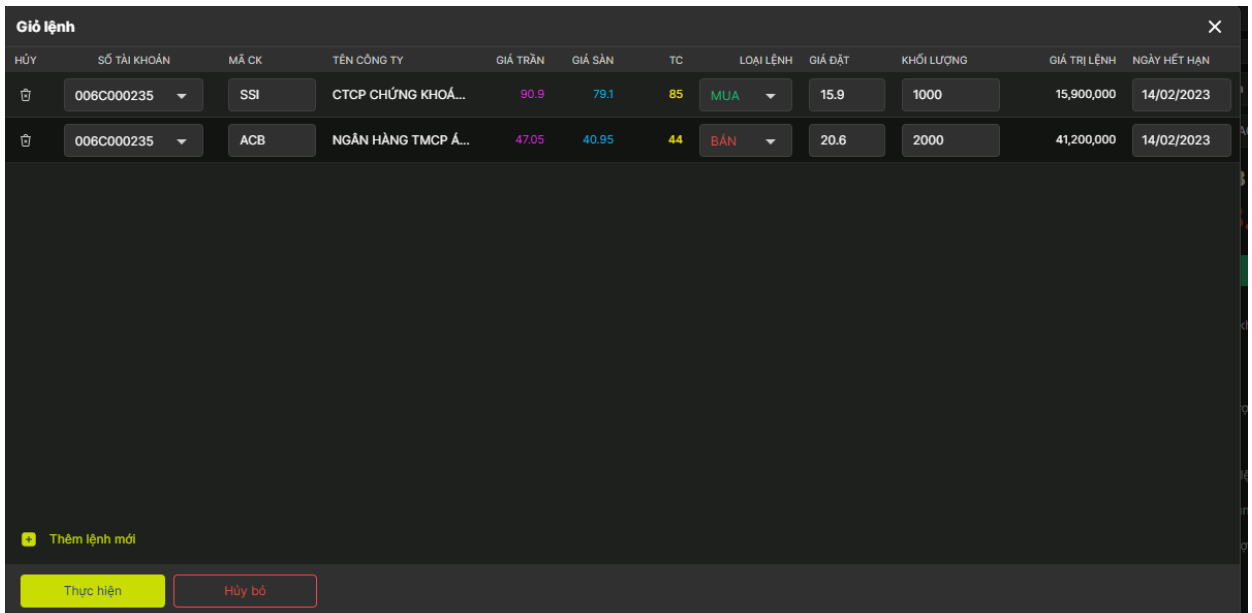 Giỏ lệnh
HỦY SỐ TÀI KHOẢN MÃ CK TÊN CÔNG TY GIÁ TRẦN GIÁ SÀN TC LOẠI LỆNH GIÁ ĐẶT KHỐI LƯỢNG GIÁ TRỊ LỆNH NGÀY HẾT HẠN
006C000235 SSI CTCP CHỨNG KHOÁ... 90.9 79.1 85 MUA 15.9 1000 15,900,000 14/02/2023
006C000235 ACB NGÂN HÀNG TMCP Á... 47.05 40.95 44 BÁN 20.6 2000 41,200,000 14/02/2023
Thêm lệnh mới
Thực hiện Hủy bỏ